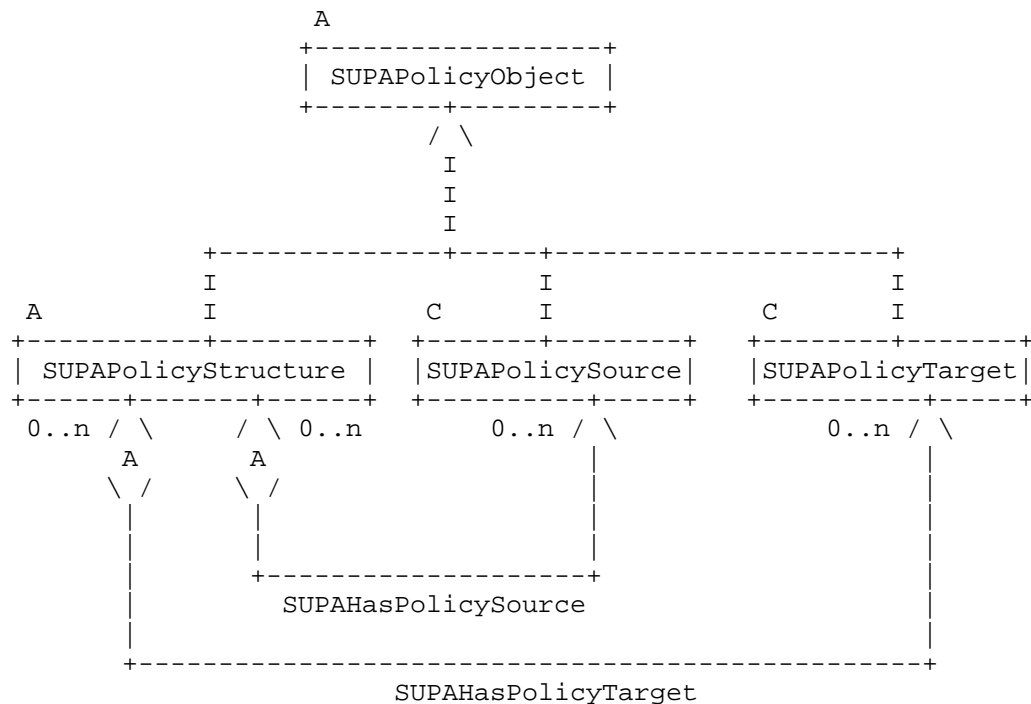 A
SUPAPolicyObject
A C C
SUPAPolicyStructure SUPAPolicySource SUPAPolicyTarget
0..n 0..n 0..n 0..n
A A
SUPAHasPolicySource
SUPAHasPolicyTarget